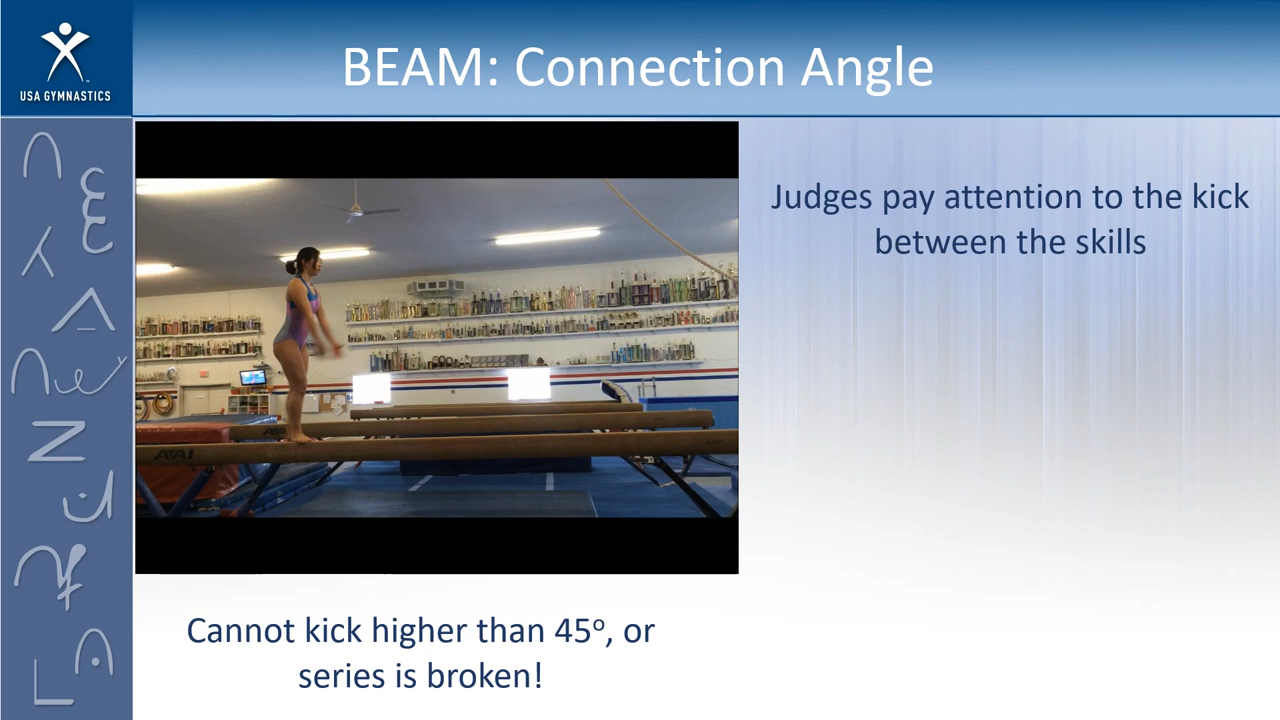 USA GYMNASTICS
BEAM: Connection Angle
Judges pay attention to the kick
between the skills
AAI
Cannot kick higher than 45º, or
series is broken!